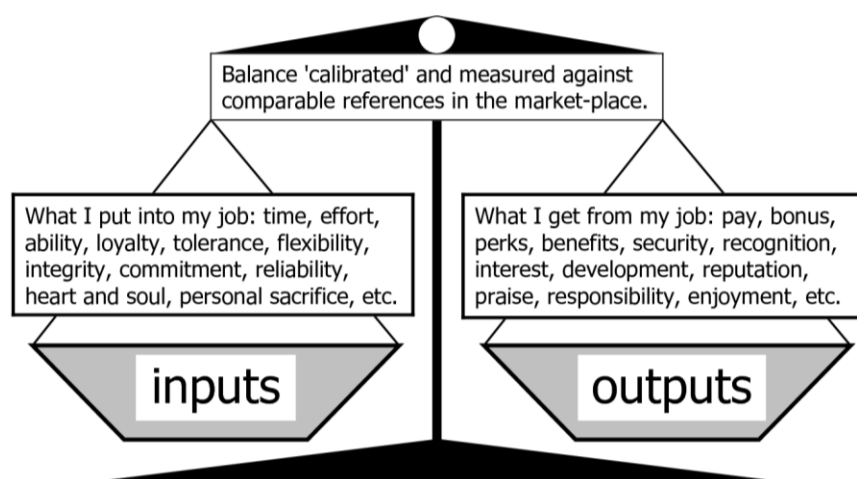 Balance 'calibrated' and measured against
comparable references in the market-place.
What I put into my job: time, effort,
ability, loyalty, tolerance, flexibility,
integrity, commitment, reliability,
heart and soul, personal sacrifice, etc.
What I get from my job: pay, bonus,
perks, benefits, security, recognition,
interest, development, reputation,
praise, responsibility, enjoyment, etc.
inputs
outputs